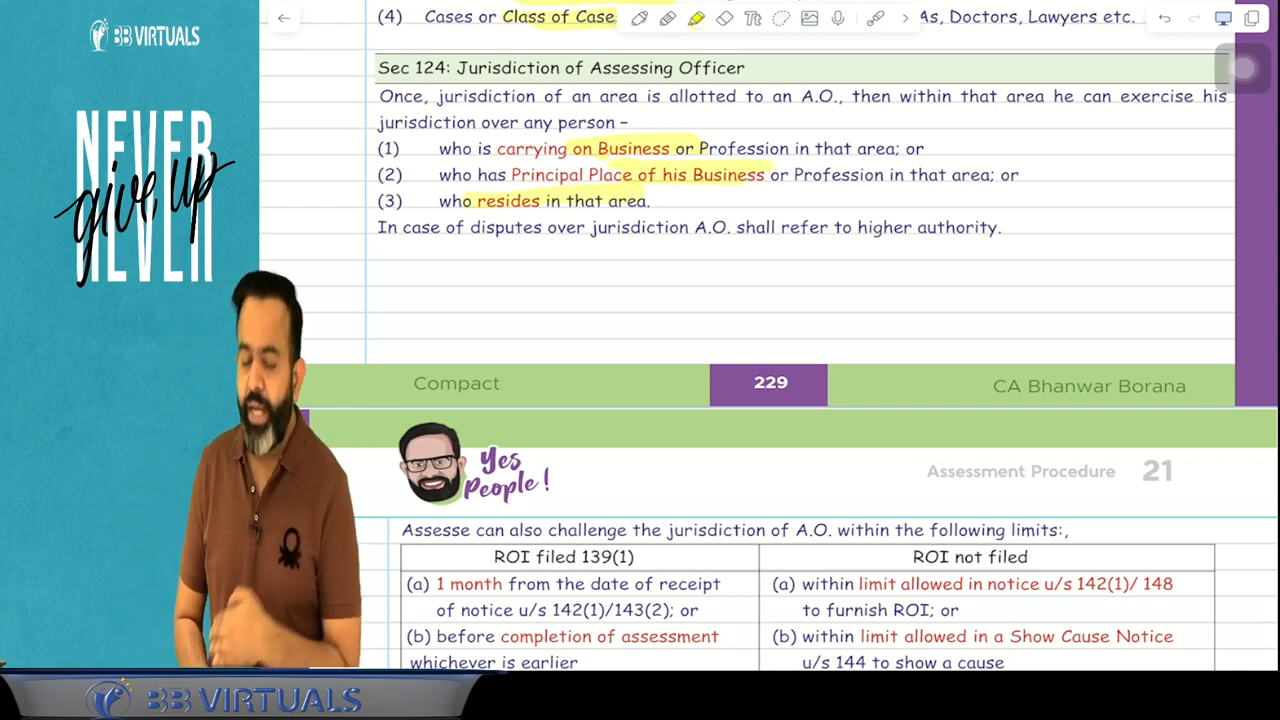 BB VIRTUALS
NEVER
give up
NEVER
(4) Cases or Class of Case
As, Doctors, Lawyers etc.
Sec 124: Jurisdiction of Assessing Officer
Once, jurisdiction of an area is allotted to an A.O., then within that area he can exercise his
jurisdiction over any person –
(1) who is carrying on Business or Profession in that area; or
(2) who has Principal Place of his Business or Profession in that area; or
(3) who resides in that area.
In case of disputes over jurisdiction A.O. shall refer to higher authority.
Compact 229 CA Bhanwar Borana
Yes
People!
Assessment Procedure 21
Assesse can also challenge the jurisdiction of A.O. within the following limits:,
ROI filed 139(1)
(a) 1 month from the date of receipt
of notice u/s 142(1)/143(2); or
(b) before completion of assessment
whichever is earlier
ROI not filed
(a) within limit allowed in notice u/s 142(1)/ 148
to furnish ROI; or
(b) within limit allowed in a Show Cause Notice
u/s 144 to show a cause
BB VIRTUALS